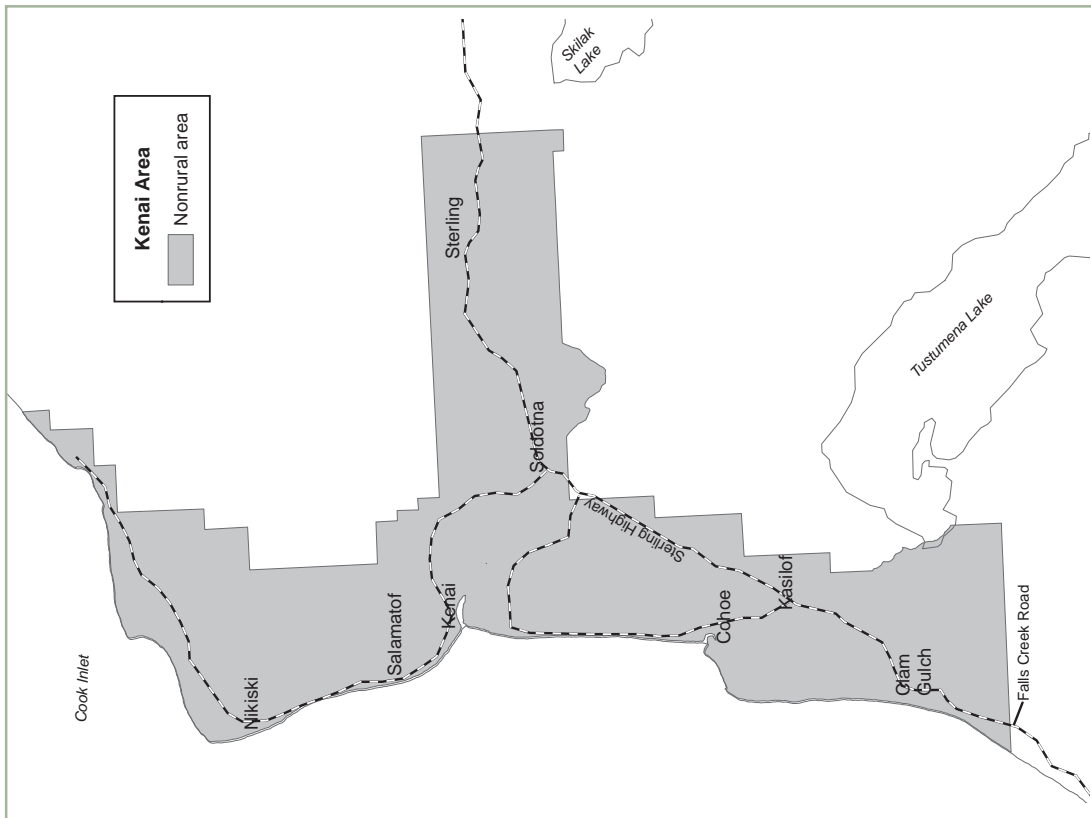 Kenai Area
Nonrural area
Skilak
Lake
Sterling
Soldotna
Sterling Highway
Tustumena Lake
Cook Inlet
Nikiski
Salamatof
Kenai
Cohoe
Kasilof
Clam
Gulch
Falls Creek Road